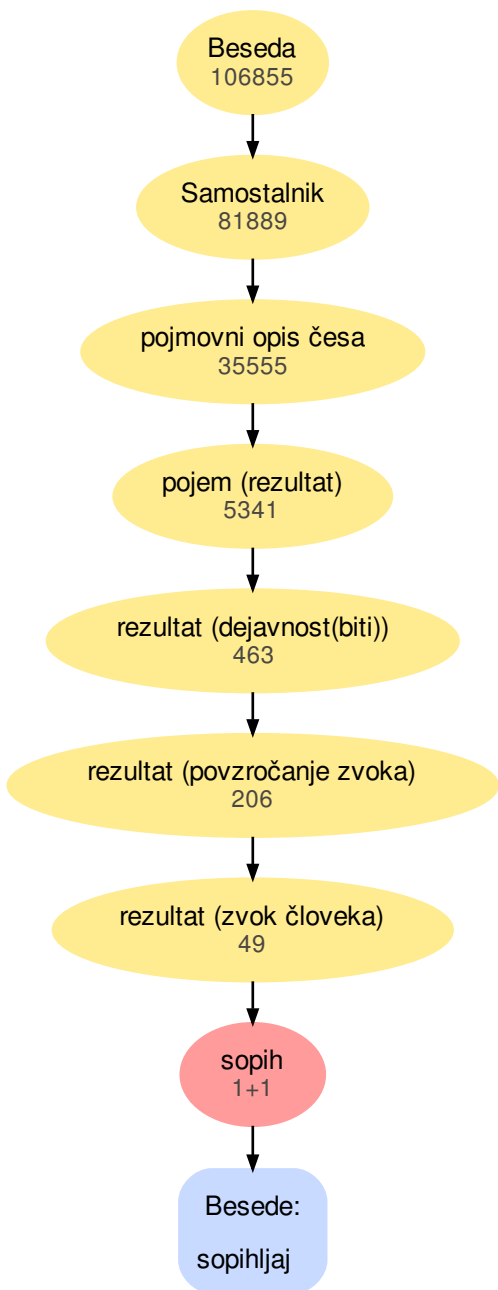 Beseda
106855
Samostalnik
81889
pojmovni opis česa
35555
pojem (rezultat)
5341
rezultat (dejavnost(biti))
463
rezultat (povzročanje zvoka)
206
rezultat (zvok človeka)
49
sopih
1+1
Besede:
sopihljaj